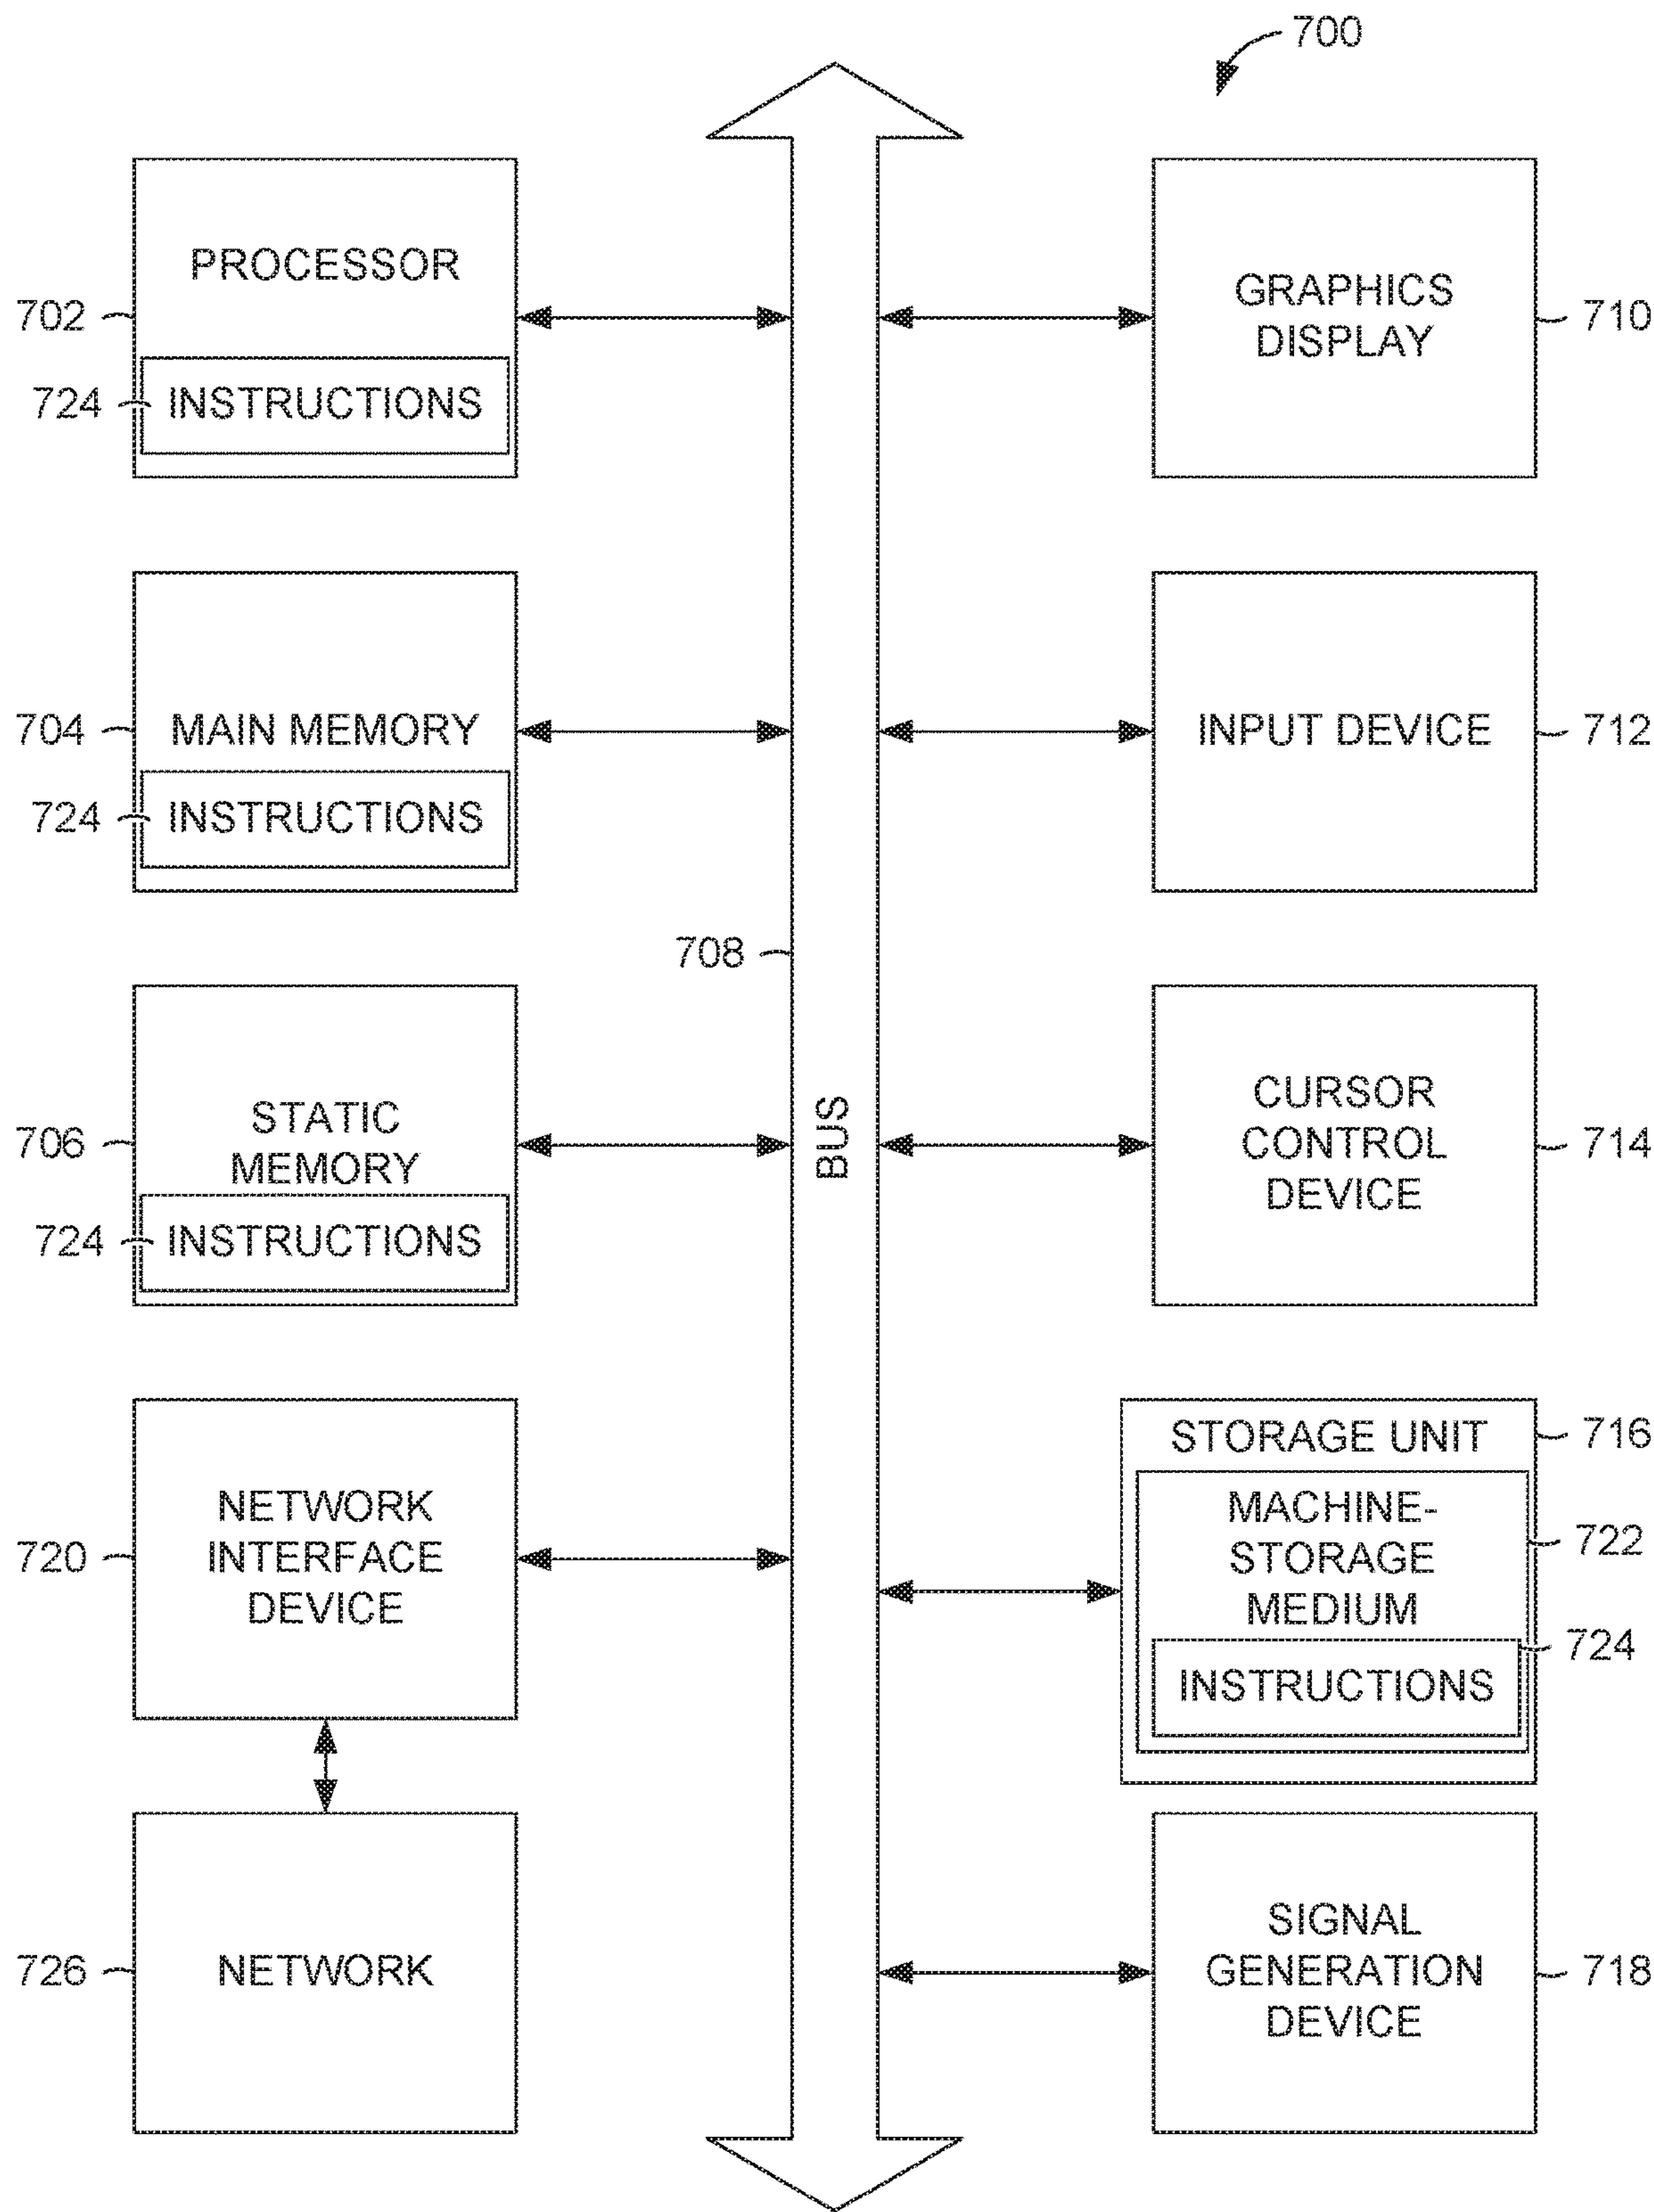 700
PROCESSOR
702
724
INSTRUCTIONS
GRAPHICS
DISPLAY
710
MAIN MEMORY
704
724
INSTRUCTIONS
INPUT DEVICE
712
708
BUS
STATIC
MEMORY
706
724
INSTRUCTIONS
CURSOR
CONTROL
DEVICE
714
NETWORK
INTERFACE
DEVICE
720
STORAGE UNIT
716
MACHINE-
STORAGE
MEDIUM
722
724
INSTRUCTIONS
NETWORK
726
SIGNAL
GENERATION
DEVICE
718